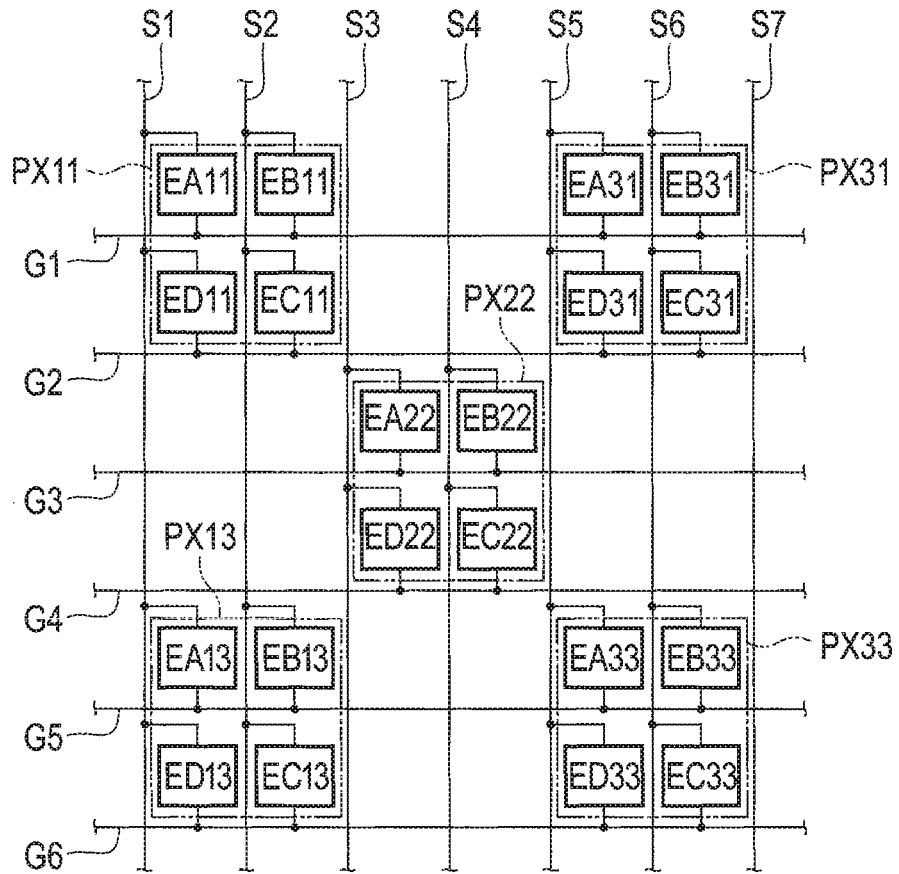 S1 S2 S3 S4 S5 S6 S7
PX11 EA11 EB11 EA31 EB31 PX31
G1
ED11 EC11 PX22 ED31 EC31
G2
EA22 EB22
G3
PX13 ED22 EC22
G4
EA13 EB13 EA33 EB33 PX33
G5
ED13 EC13 ED33 EC33
G6